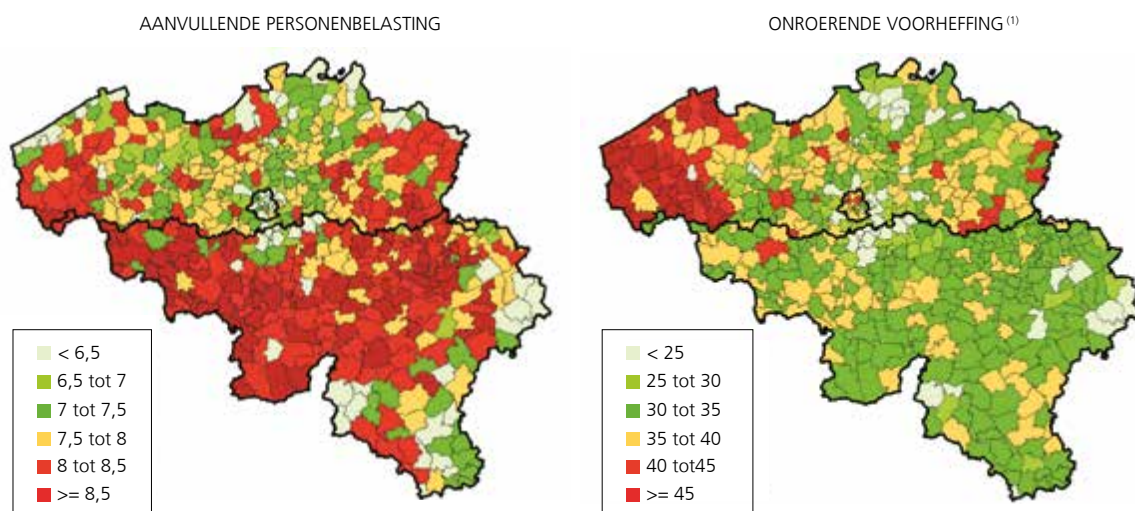 AANVULLENDE PERSONENBELASTING
ONROERENDE VOORHEFFING (1)
< 6,5
6,5 tot 7
7 tot 7,5
7,5 tot 8
8 tot 8,5
>= 8,5
< 25
25 tot 30
30 tot 35
35 tot 40
40 tot45
>= 45